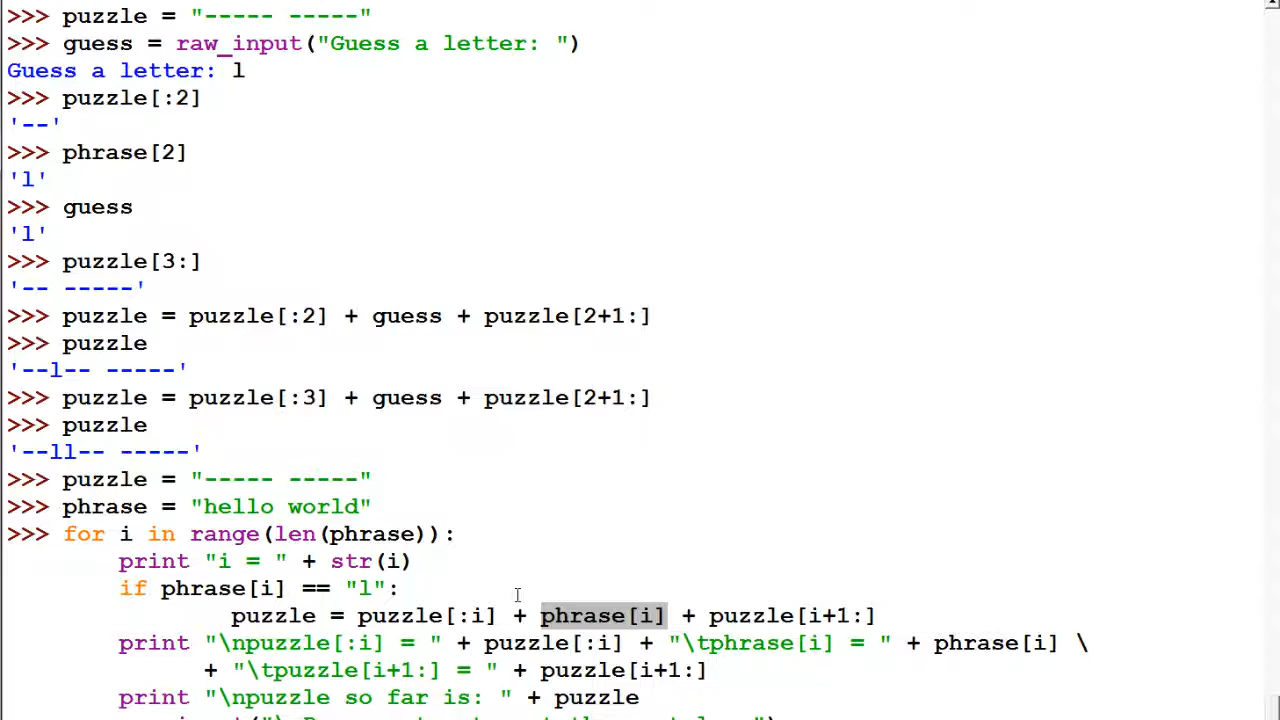 >>> puzzle = "----- -----"
>>> guess = raw_input("Guess a letter: ")
Guess a letter: l
>>> puzzle[:2]
'--'
>>> phrase[2]
'l'
>>> guess
'l'
>>> puzzle[3:]
'-- -----'
>>> puzzle = puzzle[:2] + guess + puzzle[2+1:]
>>> puzzle
'--l-- -----'
>>> puzzle = puzzle[:3] + guess + puzzle[2+1:]
>>> puzzle
'--ll-- -----'
>>> puzzle = "----- -----"
>>> phrase = "hello world"
>>> for i in range(len(phrase)):
print "i = " + str(i)
if phrase[i] == "l":
puzzle = puzzle[:i] + phrase[i] + puzzle[i+1:]
print "\npuzzle[:i] = " + puzzle[:i] + "\tphrase[i] = " + phrase[i] \
+ "\tpuzzle[i+1:] = " + puzzle[i+1:]
print "\npuzzle so far is: " + puzzle